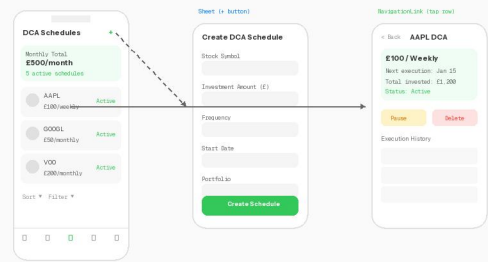 DCA Schedules
+
Monthly Total
£500/month
5 active schedules
AAPL
£100/weekly
Active
GOOGL
£50/monthly
Active
VOO
£200/monthly
Active
Sort ▼ Filter ▼
Sheet (+ button)
Create DCA Schedule
Stock Symbol
Investment Amount (£)
Frequency
Start Date
Portfolio
Create Schedule
NavigationLink (tap row)
< Back AAPL DCA
£100 / Weekly
Next execution: Jan 15
Total invested: £1,200
Status: Active
Pause
Delete
Execution History